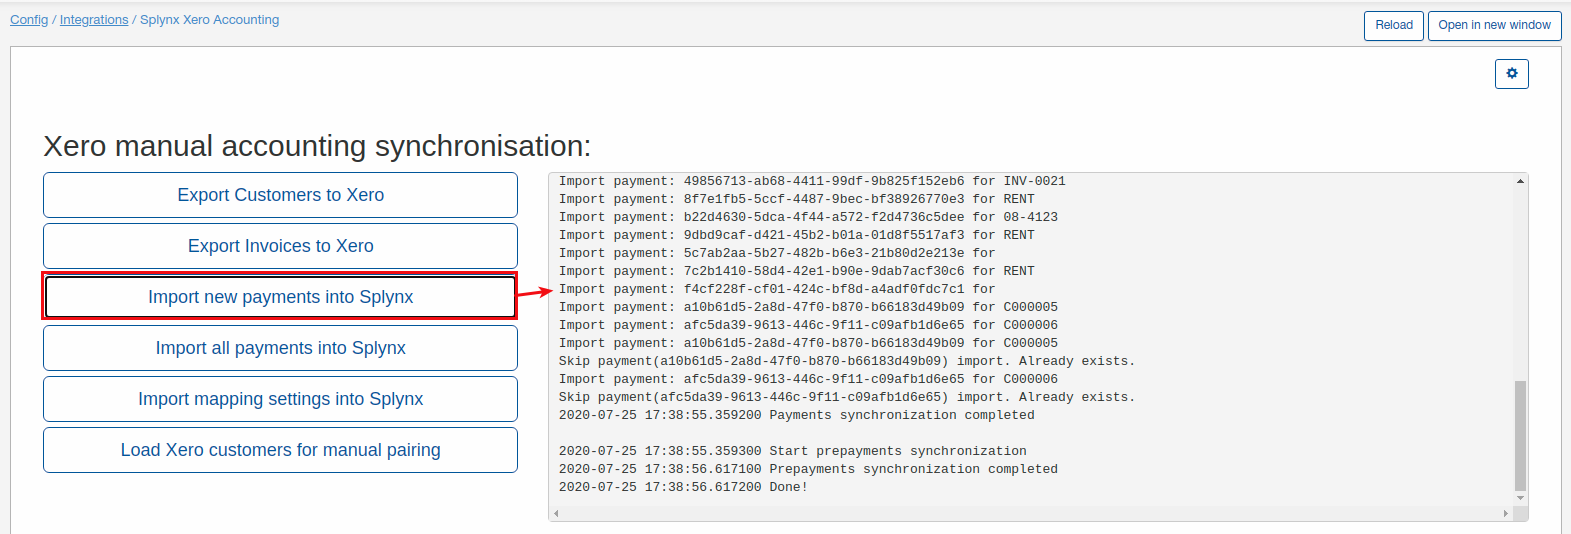 Config / Integrations / Splynx Xero Accounting
Reload
Open in new window
Xero manual accounting synchronisation:
Export Customers to Xero
Export Invoices to Xero
Import new payments into Splynx
Import all payments into Splynx
Import mapping settings into Splynx
Load Xero customers for manual pairing
Import payment: 49856713-ab68-4411-99df-9b825f152eb6 for INV-0021
Import payment: 8f7e1fb5-5ccf-4487-9bec-bf38926770e3 for RENT
Import payment: b22d4630-5dca-4f44-a572-f2d4736c5dee for 08-4123
Import payment: 9dbd9caf-d421-45b2-b01a-01d8f5517af3 for RENT
Import payment: 5c7ab2aa-5b27-482b-b6e3-21b80d2e213e for
Import payment: 7c2b1410-58d4-42e1-b90e-9dab7acf30c6 for RENT
Import payment: f4cf228f-cf01-424c-bf8d-a4adf0fdc7c1 for
Import payment: a10b61d5-2a8d-47f0-b870-b66183d49b09 for C000005
Import payment: afc5da39-9613-446c-9f11-c09afb1d6e65 for C000006
Import payment: a10b61d5-2a8d-47f0-b870-b66183d49b09 for C000005
Skip payment(a10b61d5-2a8d-47f0-b870-b66183d49b09) import. Already exists.
Import payment: afc5da39-9613-446c-9f11-c09afb1d6e65 for C000006
Skip payment(afc5da39-9613-446c-9f11-c09afb1d6e65) import. Already exists.
2020-07-25 17:38:55.359200 Payments synchronization completed
2020-07-25 17:38:55.359300 Start prepayments synchronization
2020-07-25 17:38:56.617100 Prepayments synchronization completed
2020-07-25 17:38:56.617200 Done!